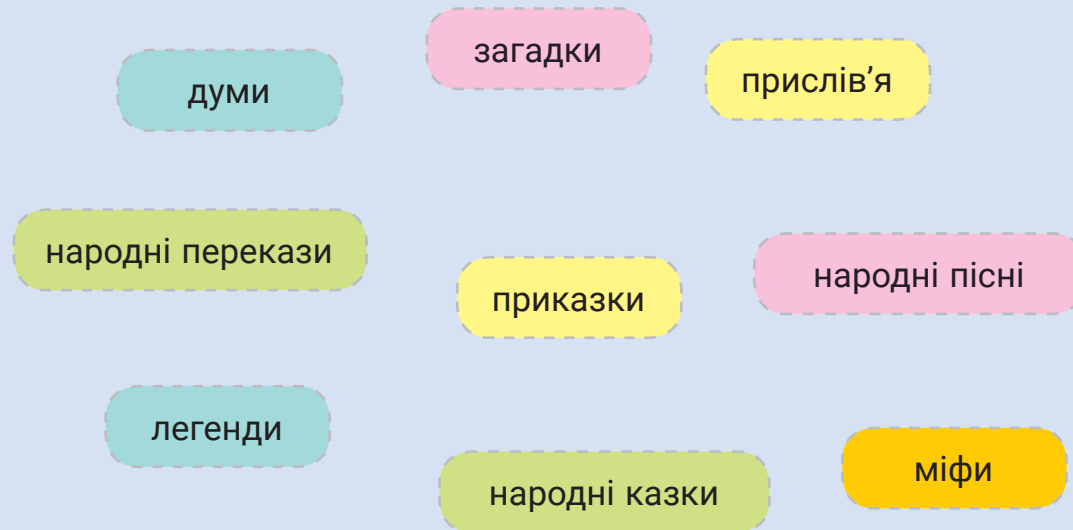 загадки
думи
прислів’я
народні перекази
народні пісні
приказки
легенди
міфи
народні казки